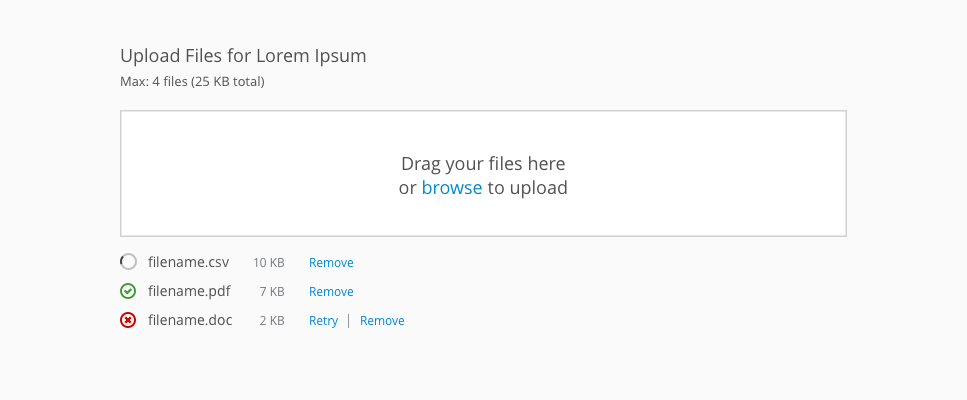 Upload Files for Lorem Ipsum
Max: 4 files (25 KB total)
Drag your files here
or browse to upload
filename.csv 10 KB Remove
filename.pdf 7 KB Remove
filename.doc 2 KB Retry | Remove